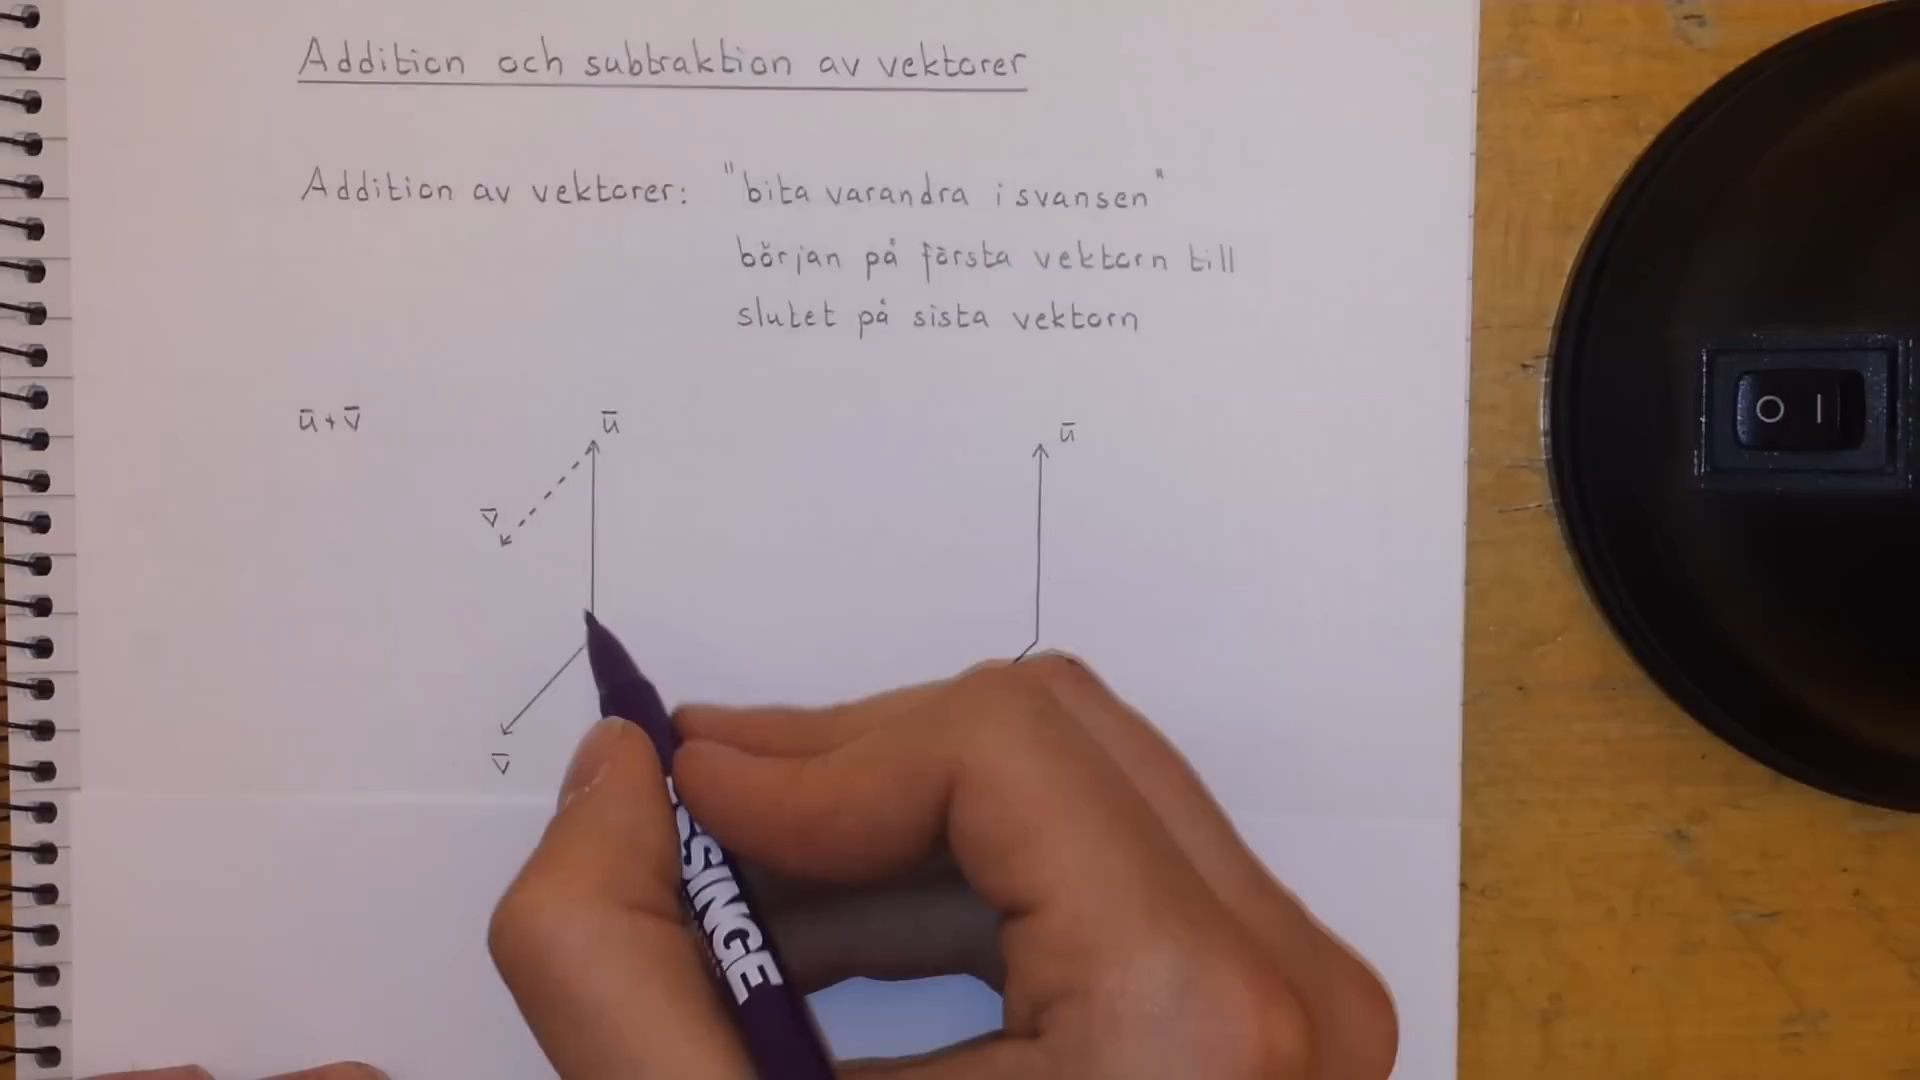 Addition och subtraktion av vektorer
Addition av vektorer: "bita varandra i svansen"
början på första vektorn till
slutet på sista vektorn
ū + v̄
ū
v̄
v̄
ū
SSINGE